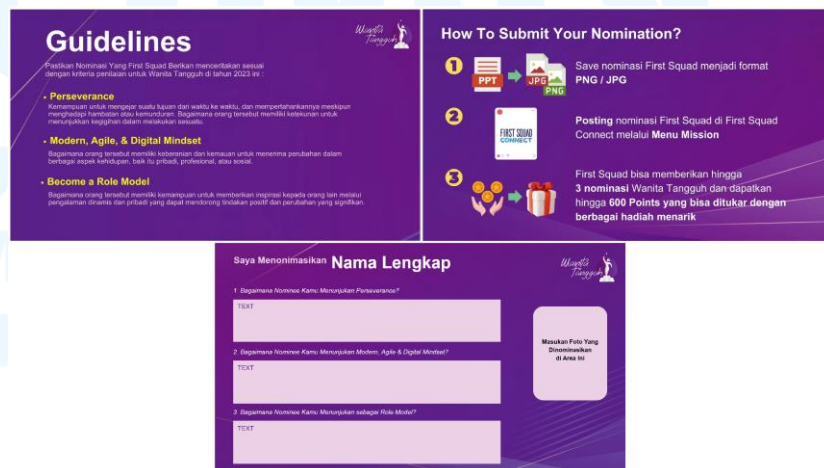 Guidelines
Wanita
Tangguh
Pastikan Nominasi Yang First Squad Berikan menceritakan sesuai
dengan kriteria penilaian untuk Wanita Tangguh di tahun 2023 ini :
• Perseverance
Kemampuan untuk mengejar suatu tujuan dari waktu ke waktu, dan mempertahankannya meskipun
menghadapi hambatan atau kemunduran. Bagaimana orang tersebut memiliki ketekunan untuk
menunjukkan kegigihan dalam melakukan sesuatu.
• Modern, Agile, & Digital Mindset
Bagaimana orang tersebut memiliki keberanian dan kemauan untuk menerima perubahan dalam
berbagai aspek kehidupan, baik itu pribadi, profesional, atau sosial.
• Become a Role Model
Bagaimana orang tersebut memiliki kemampuan untuk memberikan inspirasi kepada orang lain melalui
pengalaman dinamis dan pribadi yang dapat mendorong tindakan positif dan perubahan yang signifikan.
How To Submit Your Nomination?
1
PPT
JPG
PNG
Save nominasi First Squad menjadi format
PNG / JPG
2
FIRST SQUAD
CONNECT
Posting nominasi First Squad di First Squad
Connect melalui Menu Mission
3
First Squad bisa memberikan hingga
3 nominasi Wanita Tangguh dan dapatkan
hingga 600 Points yang bisa ditukar dengan
berbagai hadiah menarik
Saya Menonimasikan Nama Lengkap
Wanita
Tangguh
1. Bagaimana Nominee Kamu Menunjukan Perseverance?
TEXT
2. Bagaimana Nominee Kamu Menunjukan Modern, Agile & Digital Mindset?
TEXT
3. Bagaimana Nominee Kamu Menunjukan sebagai Role Model?
TEXT
Masukan Foto Yang
Dinominasikan
di Area Ini